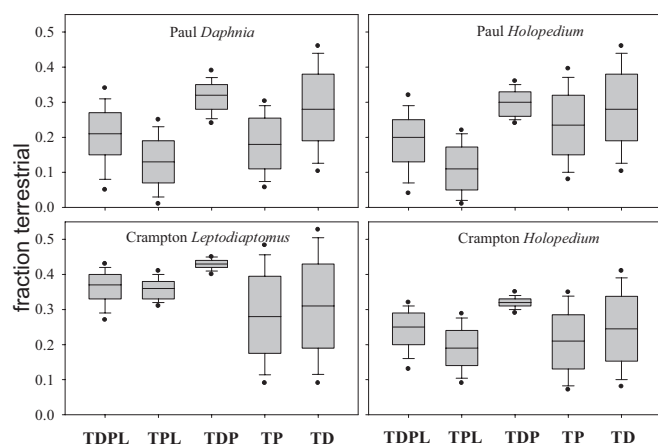 Paul Daphnia
Paul Holopedium
0.5
0.4
0.3
0.2
0.1
0.0
Crampton Leptodiaptomus
Crampton Holopedium
0.5
0.4
0.3
0.2
0.1
0.0
fraction terrestrial
TDPL TPL TDP TP TD
TDPL TPL TDP TP TD